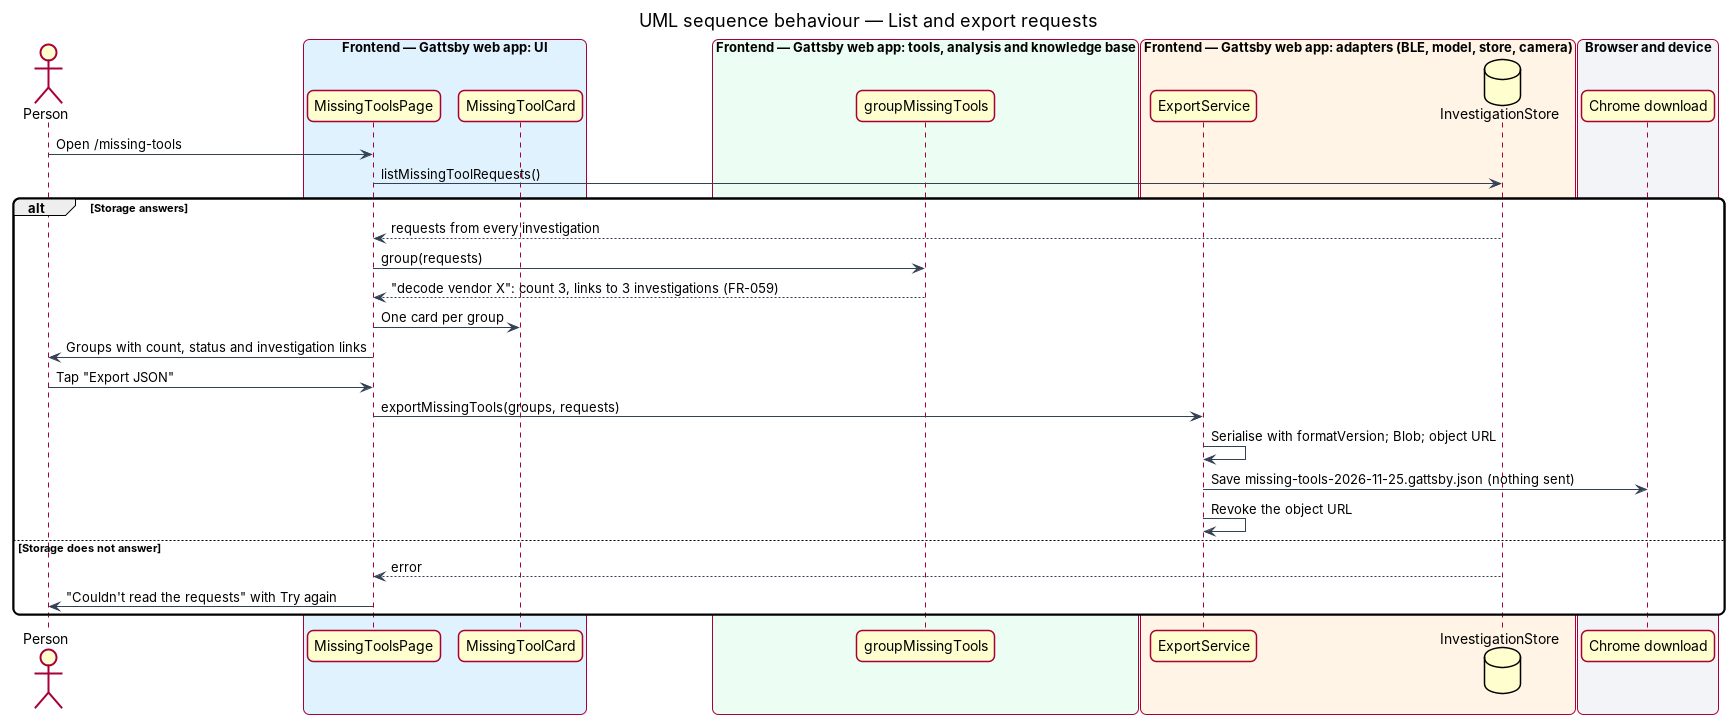 UML sequence behaviour — List and export requests
Frontend — Gattsby web app: UI
Frontend — Gattsby web app: tools, analysis and knowledge base
Frontend — Gattsby web app: adapters (BLE, model, store, camera)
Browser and device
Person
MissingToolsPage
MissingToolCard
groupMissingTools
ExportService
InvestigationStore
Chrome download
Open /missing-tools
listMissingToolRequests()
alt
[Storage answers]
requests from every investigation
group(requests)
"decode vendor X": count 3, links to 3 investigations (FR-059)
One card per group
Groups with count, status and investigation links
Tap "Export JSON"
exportMissingTools(groups, requests)
Serialise with formatVersion; Blob; object URL
Save missing-tools-2026-11-25.gattsby.json (nothing sent)
Revoke the object URL
[Storage does not answer]
error
"Couldn't read the requests" with Try again
Person
MissingToolsPage
MissingToolCard
groupMissingTools
ExportService
InvestigationStore
Chrome download